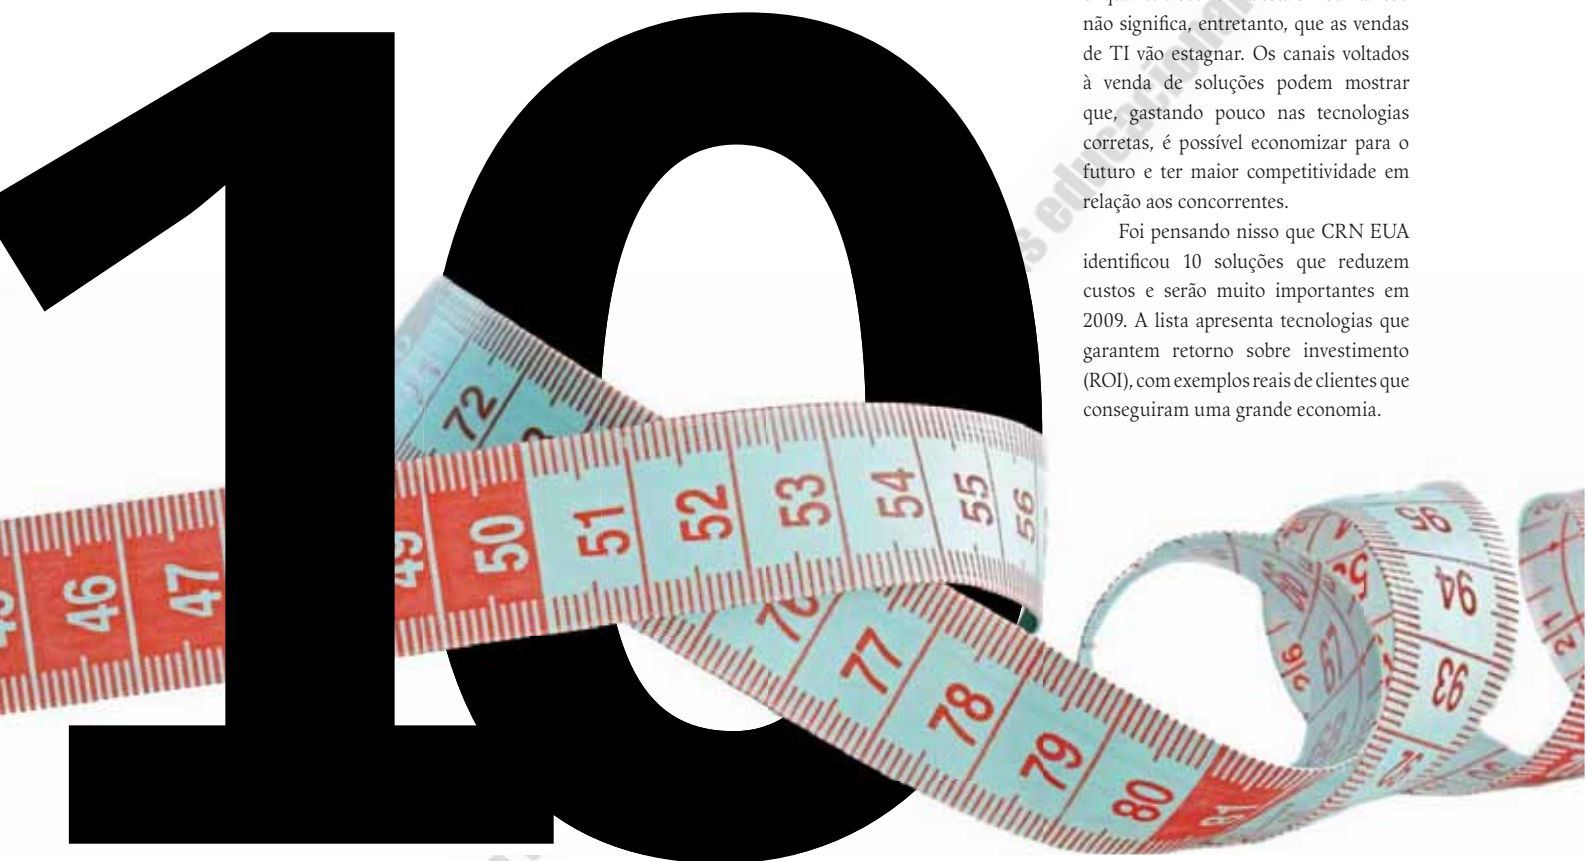 10
não significa, entretanto, que as vendas
de TI vão estagnar. Os canais voltados
à venda de soluções podem mostrar
que, gastando pouco nas tecnologias
corretas, é possível economizar para o
futuro e ter maior competitividade em
relação aos concorrentes.
Foi pensando nisso que CRN EUA
identificou 10 soluções que reduzem
custos e serão muito importantes em
2009. A lista apresenta tecnologias que
garantem retorno sobre investimento
(ROI), com exemplos reais de clientes que
conseguiram uma grande economia.
72
46 47 49 50 51 52 53 54 55 56
76 77 78 79 80 81
92 93 94 95